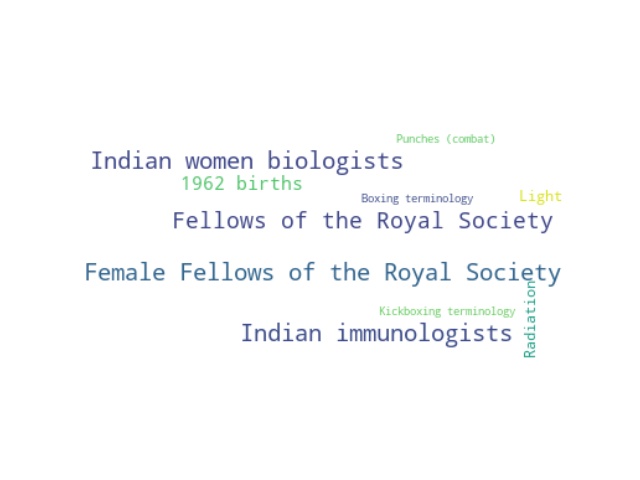 Punches (combat)
Indian women biologists
1962 births
Boxing terminology
Light
Fellows of the Royal Society
Female Fellows of the Royal Society
Radiation
Kickboxing terminology
Indian immunologists